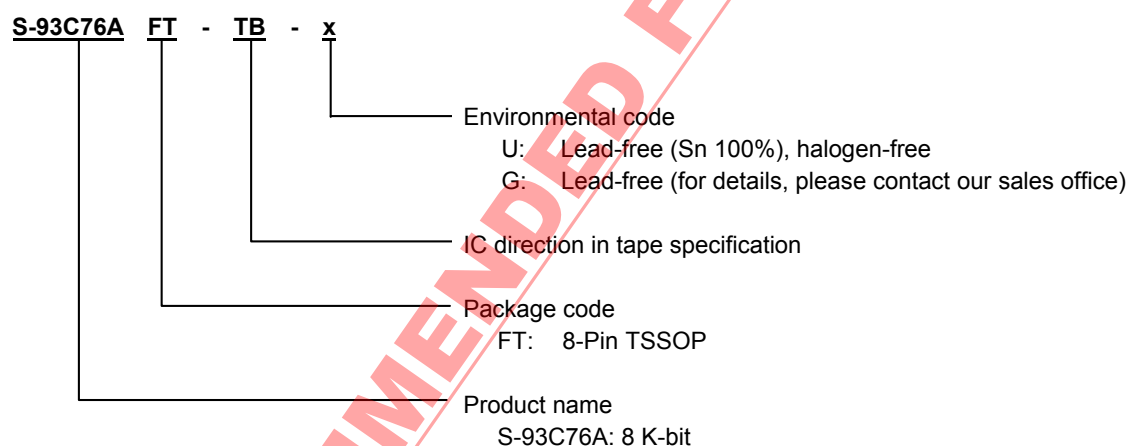 S-93C76A FT - TB - x
Environmental code
U: Lead-free (Sn 100%), halogen-free
G: Lead-free (for details, please contact our sales office)
IC direction in tape specification
Package code
FT: 8-Pin TSSOP
Product name
S-93C76A: 8 K-bit
MMENDED F